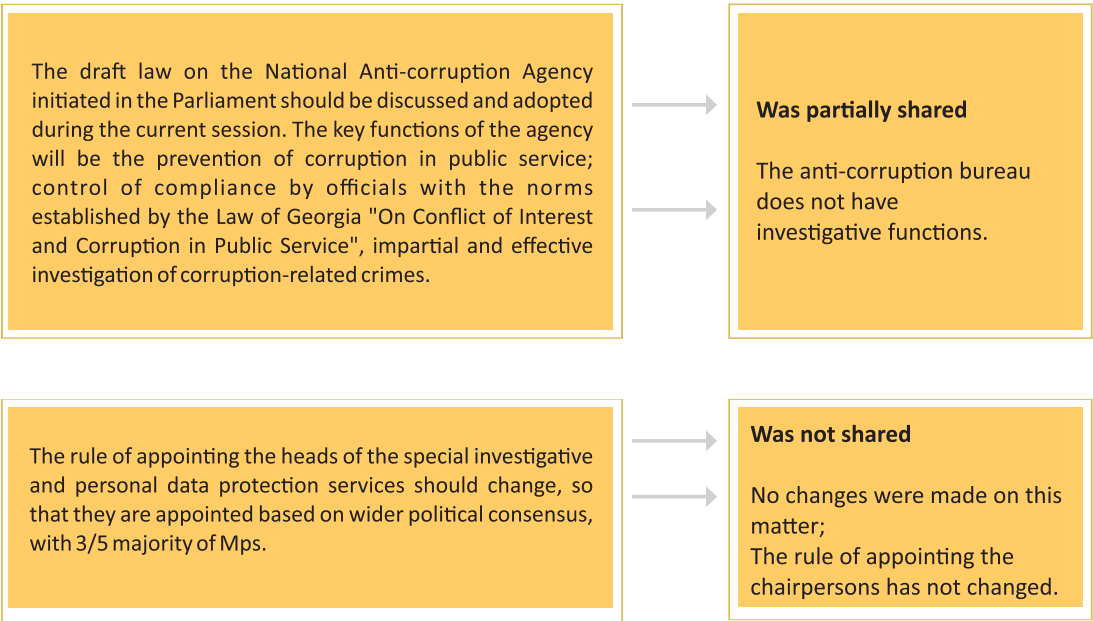 The draft law on the National Anti-corruption Agency
initiated in the Parliament should be discussed and adopted
during the current session. The key functions of the agency
will be the prevention of corruption in public service;
control of compliance by officials with the norms
established by the Law of Georgia "On Conflict of Interest
and Corruption in Public Service", impartial and effective
investigation of corruption-related crimes.
Was partially shared
The anti-corruption bureau
does not have
investigative functions.
The rule of appointing the heads of the special investigative
and personal data protection services should change, so
that they are appointed based on wider political consensus,
with 3/5 majority of Mps.
Was not shared
No changes were made on this
matter;
The rule of appointing the
chairpersons has not changed.